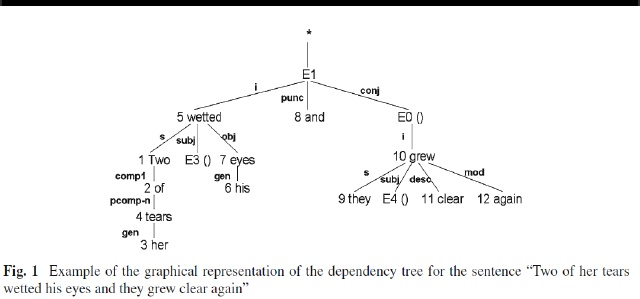 *
E1
i
punc
conj
5 wetted
8 and
E0 ()
s
subj
obj
i
1 Two
E3 ()
7 eyes
10 grew
comp1
gen
s
subj
desc
mod
2 of
6 his
9 they
E4 ()
11 clear
12 again
pcomp-n
4 tears
gen
3 her
Fig. 1 Example of the graphical representation of the dependency tree for the sentence “Two of her tears
wetted his eyes and they grew clear again”